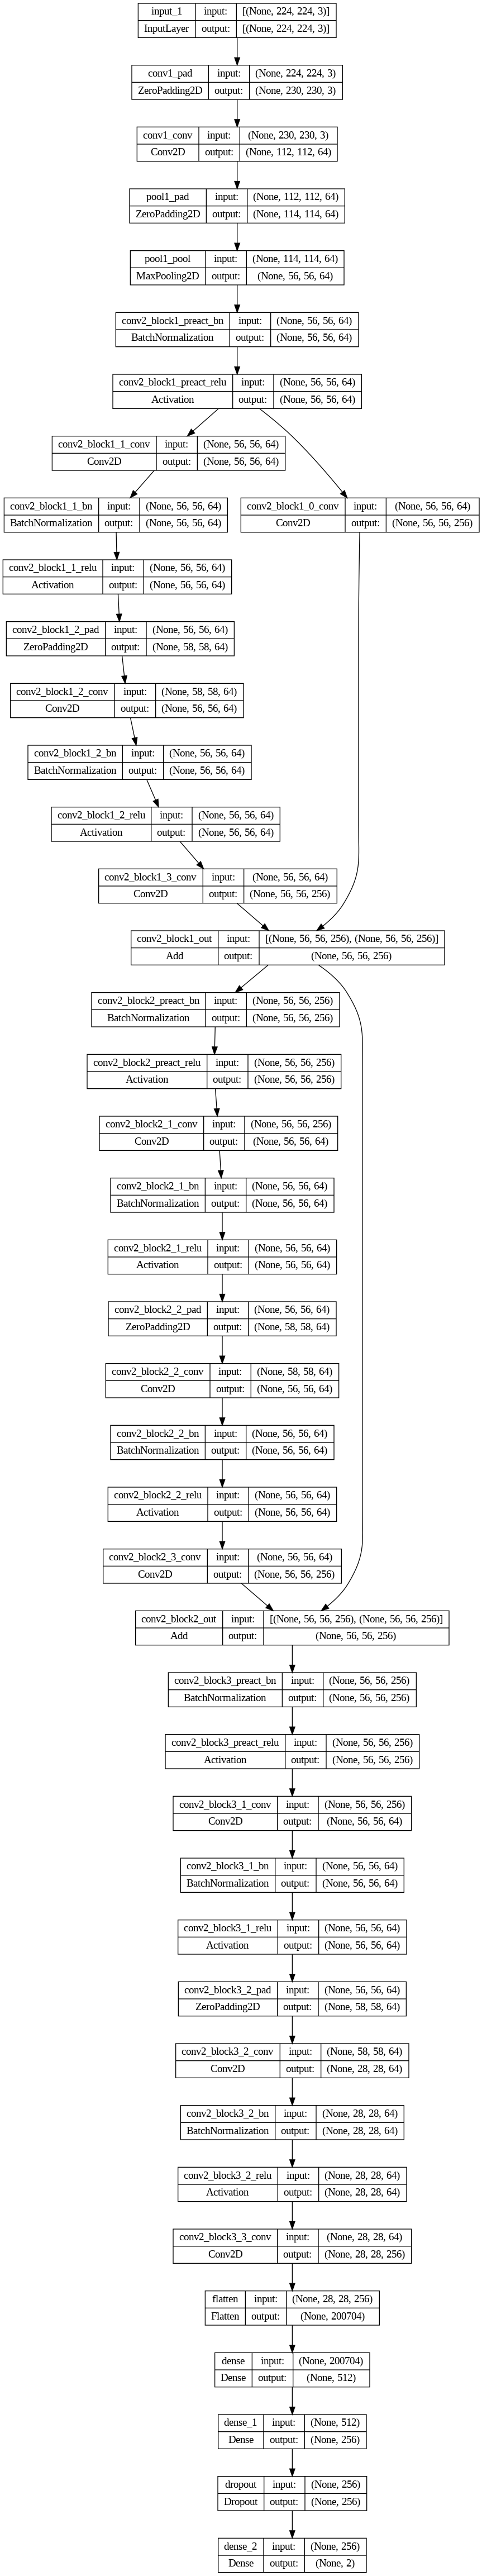 input_1 input: [(None, 224, 224, 3)]
InputLayer output: [(None, 224, 224, 3)]
conv1_pad input: (None, 224, 224, 3)
ZeroPadding2D output: (None, 230, 230, 3)
conv1_conv input: (None, 230, 230, 3)
Conv2D output: (None, 112, 112, 64)
pool1_pad input: (None, 112, 112, 64)
ZeroPadding2D output: (None, 114, 114, 64)
pool1_pool input: (None, 114, 114, 64)
MaxPooling2D output: (None, 56, 56, 64)
conv2_block1_preact_bn input: (None, 56, 56, 64)
BatchNormalization output: (None, 56, 56, 64)
conv2_block1_preact_relu input: (None, 56, 56, 64)
Activation output: (None, 56, 56, 64)
conv2_block1_1_conv input: (None, 56, 56, 64)
Conv2D output: (None, 56, 56, 64)
conv2_block1_1_bn input: (None, 56, 56, 64)
BatchNormalization output: (None, 56, 56, 64)
conv2_block1_0_conv input: (None, 56, 56, 64)
Conv2D output: (None, 56, 56, 256)
conv2_block1_1_relu input: (None, 56, 56, 64)
Activation output: (None, 56, 56, 64)
conv2_block1_2_pad input: (None, 56, 56, 64)
ZeroPadding2D output: (None, 58, 58, 64)
conv2_block1_2_conv input: (None, 58, 58, 64)
Conv2D output: (None, 56, 56, 64)
conv2_block1_2_bn input: (None, 56, 56, 64)
BatchNormalization output: (None, 56, 56, 64)
conv2_block1_2_relu input: (None, 56, 56, 64)
Activation output: (None, 56, 56, 64)
conv2_block1_3_conv input: (None, 56, 56, 64)
Conv2D output: (None, 56, 56, 256)
conv2_block1_out input: [(None, 56, 56, 256), (None, 56, 56, 256)]
Add output: (None, 56, 56, 256)
conv2_block2_preact_bn input: (None, 56, 56, 256)
BatchNormalization output: (None, 56, 56, 256)
conv2_block2_preact_relu input: (None, 56, 56, 256)
Activation output: (None, 56, 56, 256)
conv2_block2_1_conv input: (None, 56, 56, 256)
Conv2D output: (None, 56, 56, 64)
conv2_block2_1_bn input: (None, 56, 56, 64)
BatchNormalization output: (None, 56, 56, 64)
conv2_block2_1_relu input: (None, 56, 56, 64)
Activation output: (None, 56, 56, 64)
conv2_block2_2_pad input: (None, 56, 56, 64)
ZeroPadding2D output: (None, 58, 58, 64)
conv2_block2_2_conv input: (None, 58, 58, 64)
Conv2D output: (None, 56, 56, 64)
conv2_block2_2_bn input: (None, 56, 56, 64)
BatchNormalization output: (None, 56, 56, 64)
conv2_block2_2_relu input: (None, 56, 56, 64)
Activation output: (None, 56, 56, 64)
conv2_block2_3_conv input: (None, 56, 56, 64)
Conv2D output: (None, 56, 56, 256)
conv2_block2_out input: [(None, 56, 56, 256), (None, 56, 56, 256)]
Add output: (None, 56, 56, 256)
conv2_block3_preact_bn input: (None, 56, 56, 256)
BatchNormalization output: (None, 56, 56, 256)
conv2_block3_preact_relu input: (None, 56, 56, 256)
Activation output: (None, 56, 56, 256)
conv2_block3_1_conv input: (None, 56, 56, 256)
Conv2D output: (None, 56, 56, 64)
conv2_block3_1_bn input: (None, 56, 56, 64)
BatchNormalization output: (None, 56, 56, 64)
conv2_block3_1_relu input: (None, 56, 56, 64)
Activation output: (None, 56, 56, 64)
conv2_block3_2_pad input: (None, 56, 56, 64)
ZeroPadding2D output: (None, 58, 58, 64)
conv2_block3_2_conv input: (None, 58, 58, 64)
Conv2D output: (None, 28, 28, 64)
conv2_block3_2_bn input: (None, 28, 28, 64)
BatchNormalization output: (None, 28, 28, 64)
conv2_block3_2_relu input: (None, 28, 28, 64)
Activation output: (None, 28, 28, 64)
conv2_block3_3_conv input: (None, 28, 28, 64)
Conv2D output: (None, 28, 28, 256)
flatten input: (None, 28, 28, 256)
Flatten output: (None, 200704)
dense input: (None, 200704)
Dense output: (None, 512)
dense_1 input: (None, 512)
Dense output: (None, 256)
dropout input: (None, 256)
Dropout output: (None, 256)
dense_2 input: (None, 256)
Dense output: (None, 2)